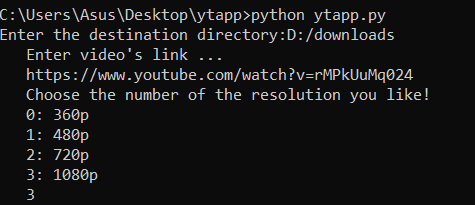 C:\Users\Asus\Desktop\ytapp>python ytapp.py
Enter the destination directory:D:/downloads
Enter video's link ...
https://www.youtube.com/watch?v=rMPkUuMq024
Choose the number of the resolution you like!
0: 360p
1: 480p
2: 720p
3: 1080p
3